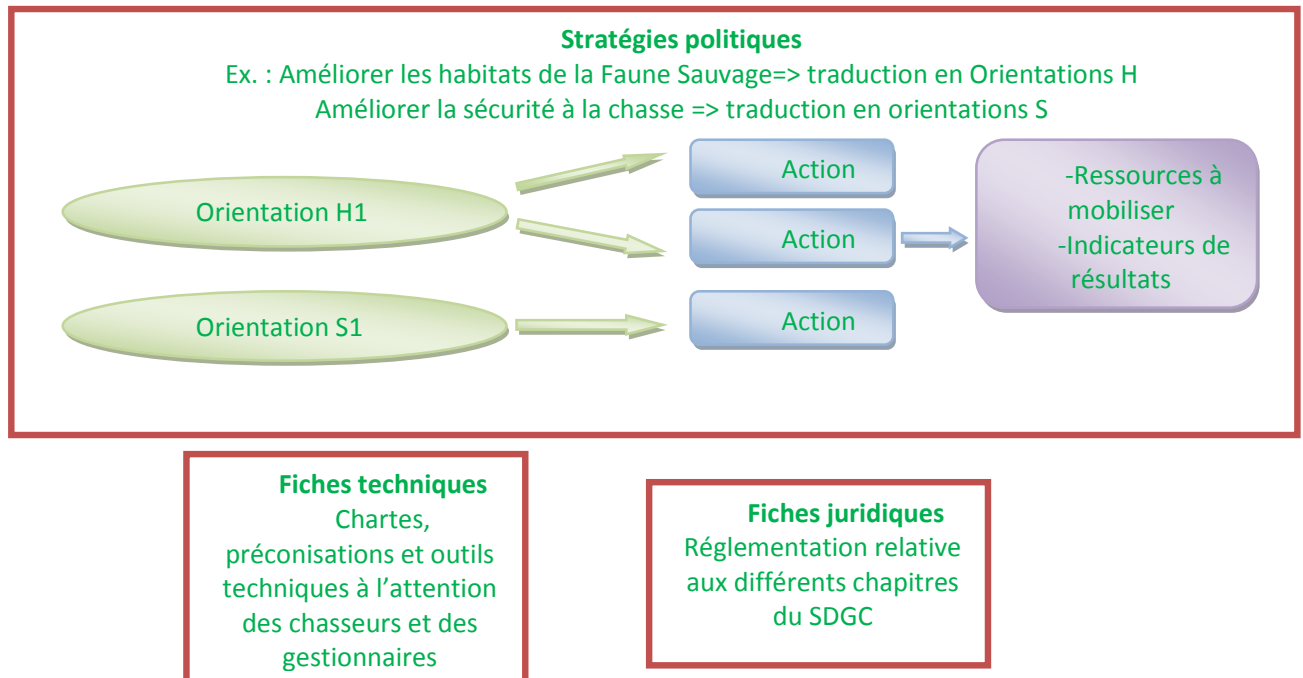 Stratégies politiques
Ex. : Améliorer les habitats de la Faune Sauvage=> traduction en Orientations H
Améliorer la sécurité à la chasse => traduction en orientations S
Orientation H1
Action
Action
-Ressources à
mobiliser
-Indicateurs de
résultats
Orientation S1
Action
Fiches techniques
Chartes,
préconisations et outils
techniques à l’attention
des chasseurs et des
gestionnaires
Fiches juridiques
Réglementation relative
aux différents chapitres
du SDGC